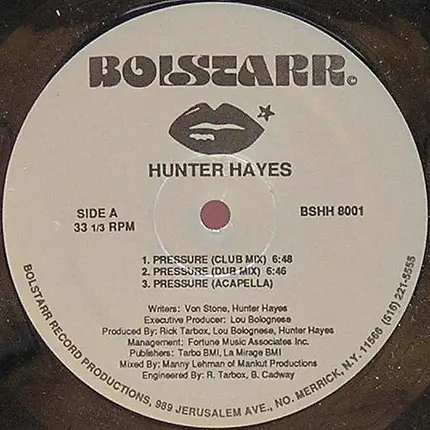 BOLSTARR©
HUNTER HAYES
SIDE A
33 1/3 RPM
BSHH 8001
1. PRESSURE (CLUB MIX) 6:48
2. PRESSURE (DUB MIX) 6:46
3. PRESSURE (ACAPELLA)
Writers: Von Stone, Hunter Hayes
Executive Producer: Lou Bolognese
Produced By: Rick Tarbox, Lou Bolognese, Hunter Hayes
Management: Fortune Music Associates Inc.
Publishers: Tarbo BMI, La Mirage BMI
Mixed By: Manny Lehman of Mankut Productions
Engineered By: R. Tarbox, B. Cadway
BOLSTARR RECORD PRODUCTIONS, 989 JERUSALEM AVE., NO. MERRICK, N.Y. 11566 (516) 221-5555